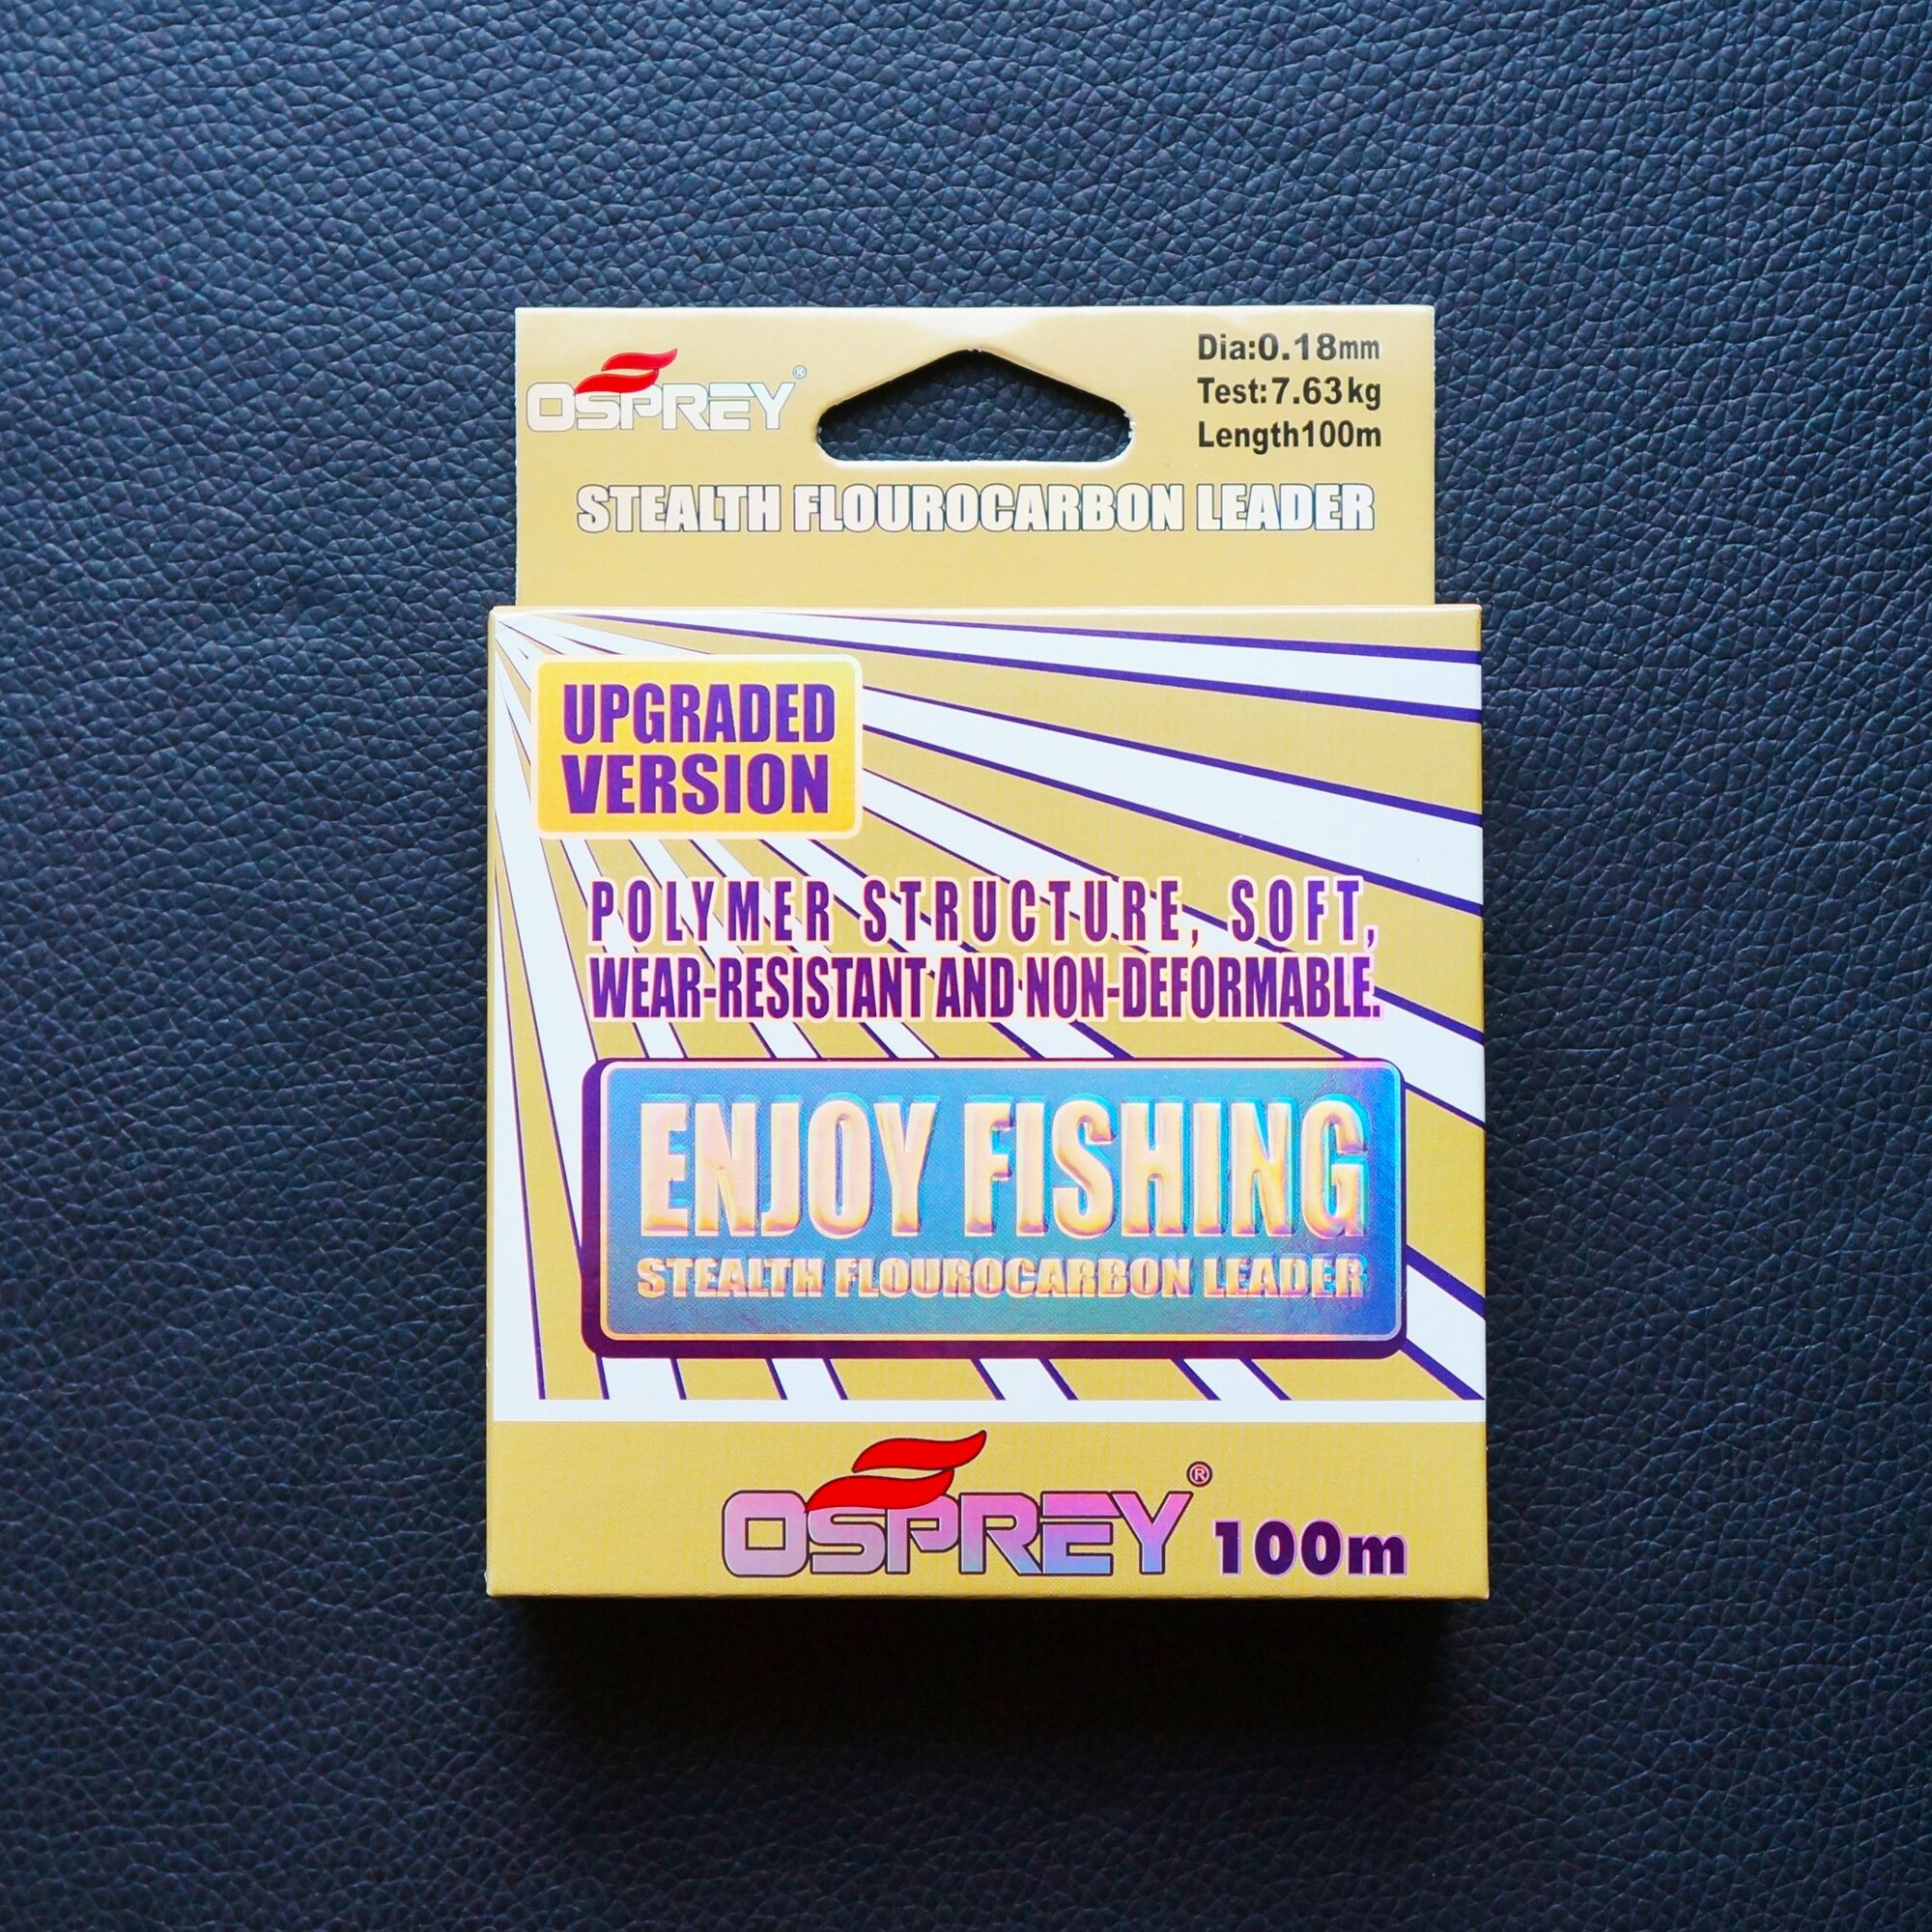 OSPREY®
Dia:0.18mm
Test:7.63kg
Length100m
STEALTH FLOUROCARBON LEADER
UPGRADED
VERSION
POLYMER STRUCTURE, SOFT,
WEAR-RESISTANT AND NON-DEFORMABLE.
ENJOY FISHING
STEALTH FLOUROCARBON LEADER
OSPREY® 100m